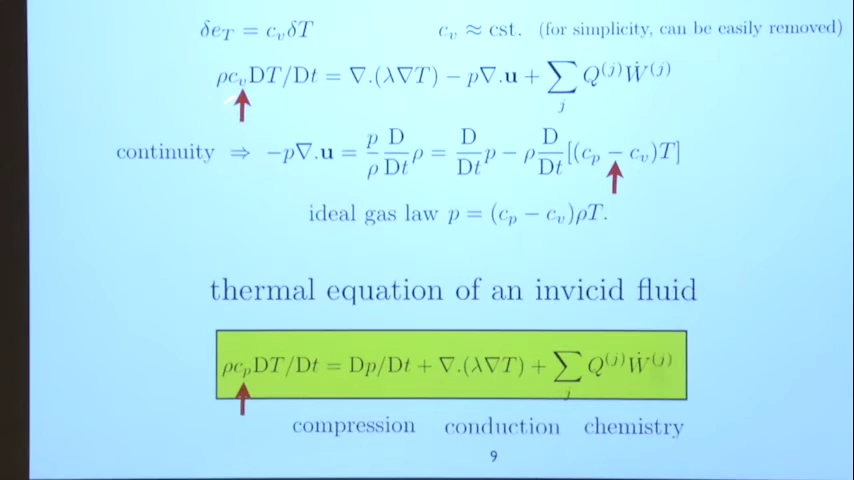 δe_T = c_v δT    c_v ≈ cst. (for simplicity, can be easily removed)
ρc_v DT/Dt = ∇.(λ∇T) − p∇.u + ∑_j Q^(j) Ẇ^(j)
continuity ⇒ −p∇.u = p/ρ D/Dt ρ = D/Dt p − ρ D/Dt [(c_p − c_v)T]
ideal gas law p = (c_p − c_v)ρT.
thermal equation of an invicid fluid
ρc_p DT/Dt = Dp/Dt + ∇.(λ∇T) + ∑_j Q^(j) Ẇ^(j)
compression conduction chemistry
9